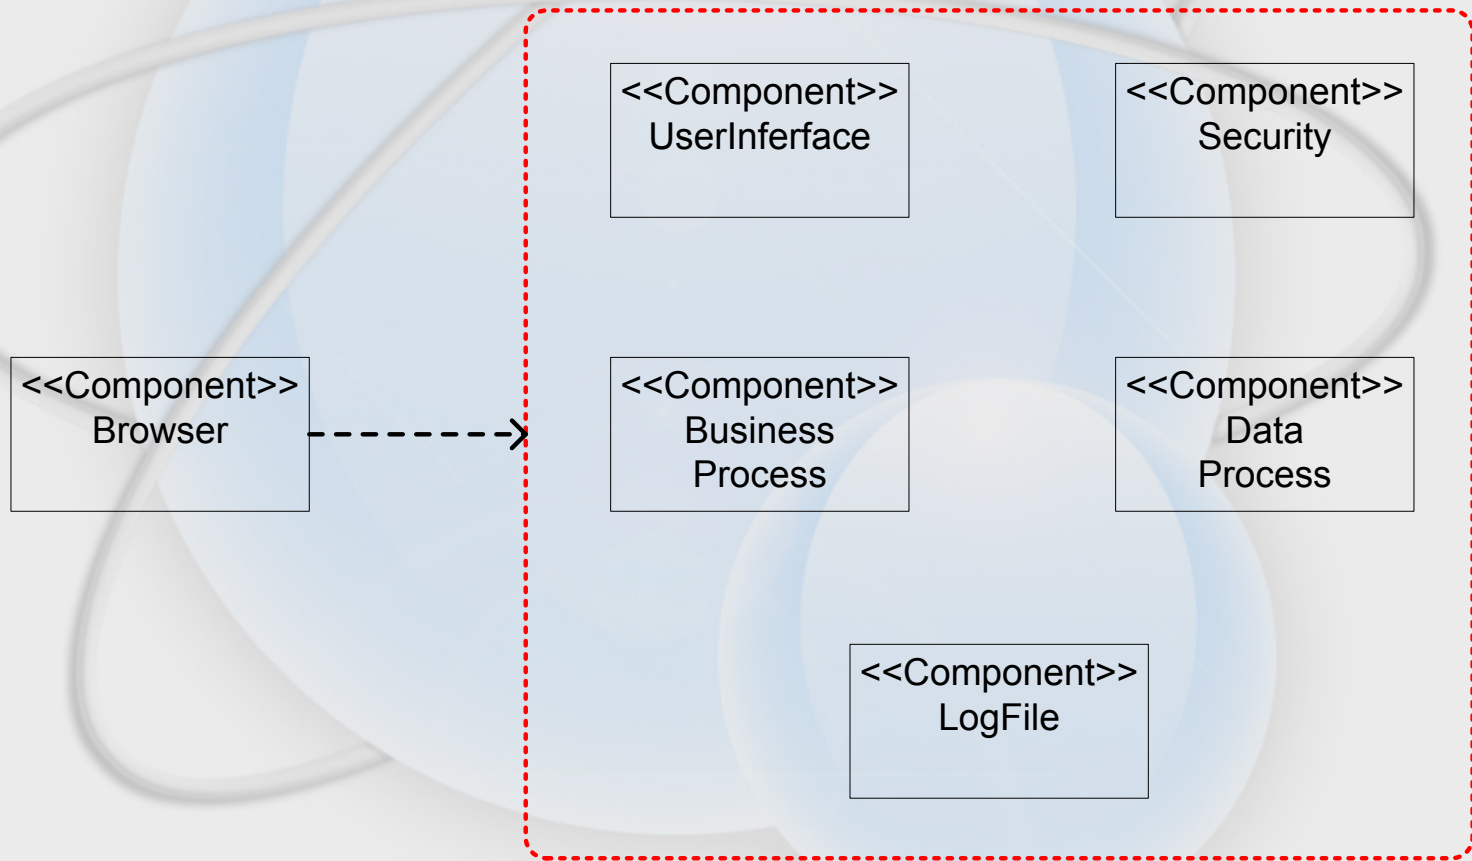 <<Component>>
UserInferface
<<Component>>
Security
<<Component>>
Browser
<<Component>>
Business
Process
<<Component>>
Data
Process
<<Component>>
LogFile